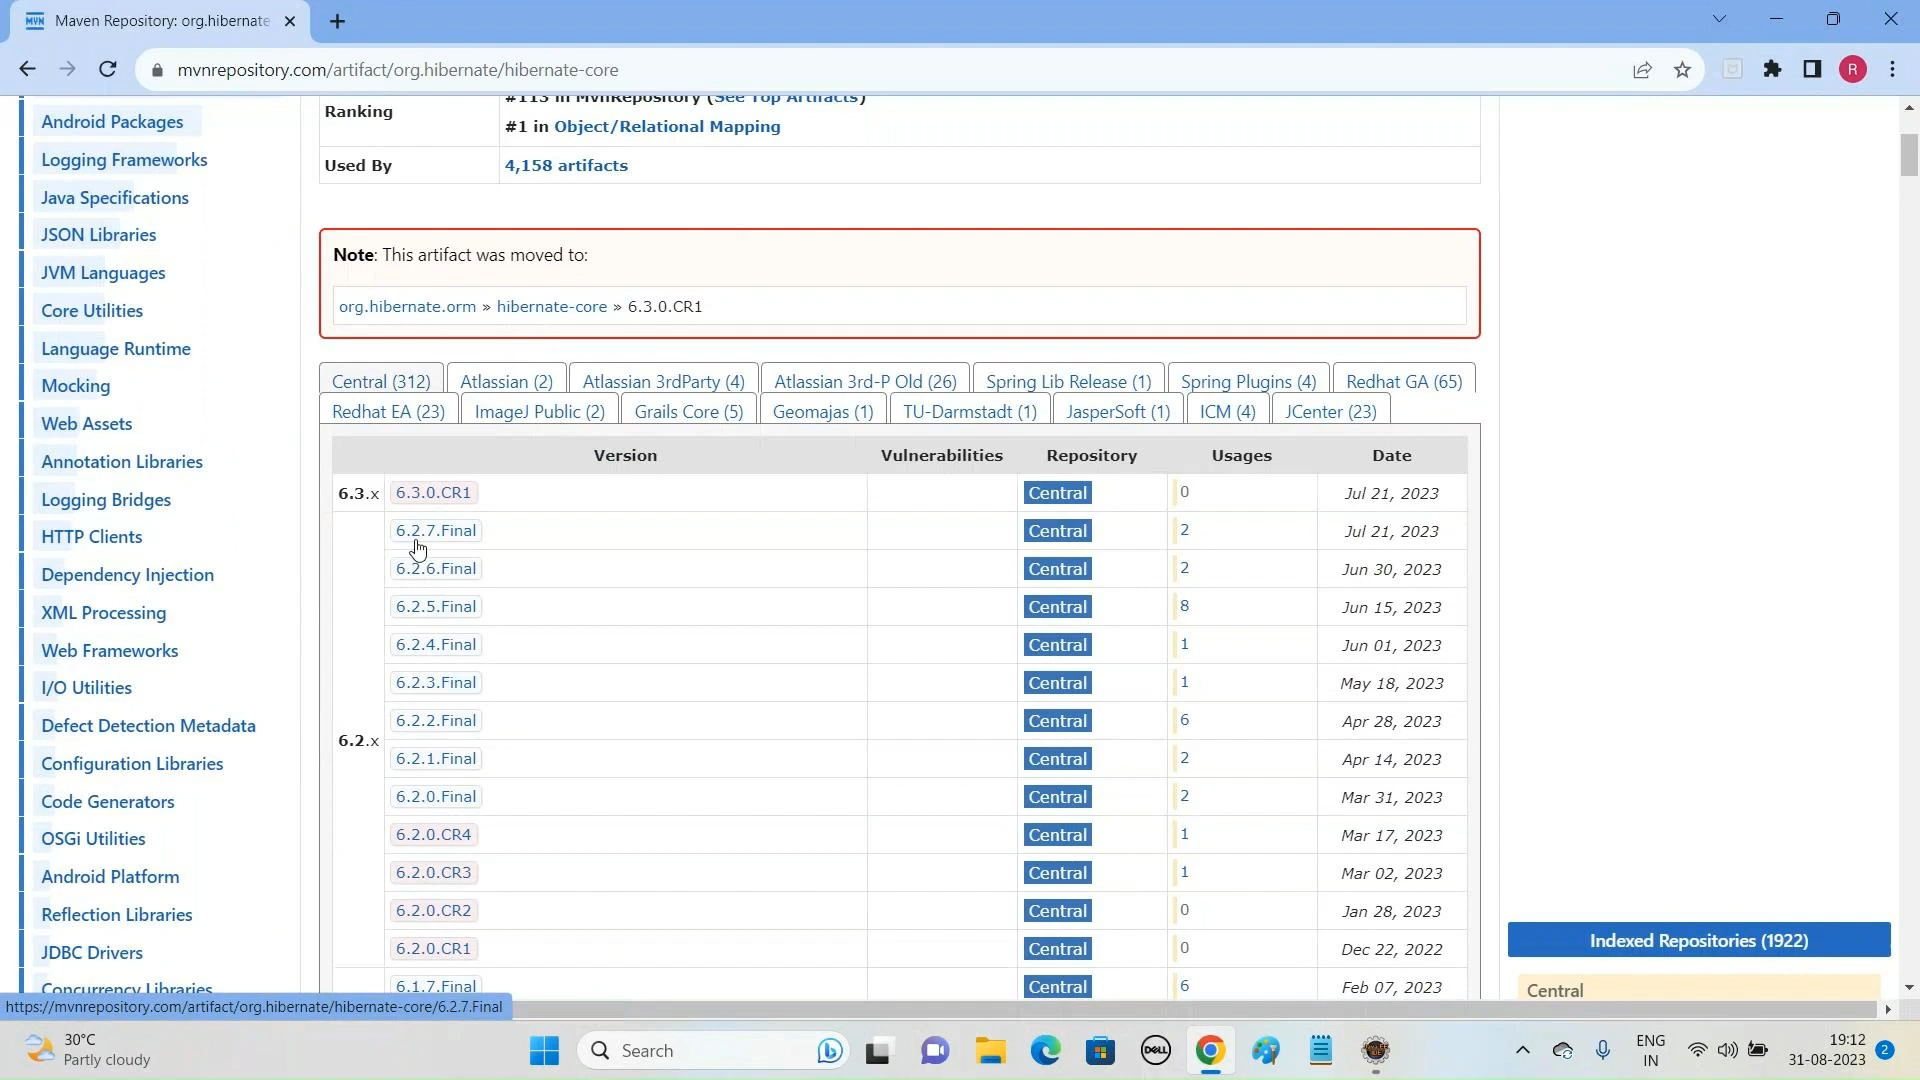 Maven Repository: org.hibernate
mvnrepository.com/artifact/org.hibernate/hibernate-core
R
Android Packages
Logging Frameworks
Java Specifications
JSON Libraries
JVM Languages
Core Utilities
Language Runtime
Mocking
Web Assets
Annotation Libraries
Logging Bridges
HTTP Clients
Dependency Injection
XML Processing
Web Frameworks
I/O Utilities
Defect Detection Metadata
Configuration Libraries
Code Generators
OSGi Utilities
Android Platform
Reflection Libraries
JDBC Drivers
Concurrency Libraries
Ranking
#113 in MvnRepository (See Top Artifacts)
#1 in Object/Relational Mapping
Used By 4,158 artifacts
Note: This artifact was moved to:
org.hibernate.orm » hibernate-core » 6.3.0.CR1
Central (312) Atlassian (2) Atlassian 3rdParty (4) Atlassian 3rd-P Old (26) Spring Lib Release (1) Spring Plugins (4) Redhat GA (65)
Redhat EA (23) ImageJ Public (2) Grails Core (5) Geomajas (1) TU-Darmstadt (1) JasperSoft (1) ICM (4) JCenter (23)
Version Vulnerabilities Repository Usages Date
6.3.x 6.3.0.CR1 Central 0 Jul 21, 2023
6.2.7.Final Central 2 Jul 21, 2023
6.2.6.Final Central 2 Jun 30, 2023
6.2.5.Final Central 8 Jun 15, 2023
6.2.4.Final Central 1 Jun 01, 2023
6.2.3.Final Central 1 May 18, 2023
6.2.2.Final Central 6 Apr 28, 2023
6.2.x
6.2.1.Final Central 2 Apr 14, 2023
6.2.0.Final Central 2 Mar 31, 2023
6.2.0.CR4 Central 1 Mar 17, 2023
6.2.0.CR3 Central 1 Mar 02, 2023
6.2.0.CR2 Central 0 Jan 28, 2023
6.2.0.CR1 Central 0 Dec 22, 2022
6.1.7.Final Central 6 Feb 07, 2023
Indexed Repositories (1922)
Central
https://mvnrepository.com/artifact/org.hibernate/hibernate-core/6.2.7.Final
30°C
Partly cloudy
Search
DELL
ENG
IN
19:12
31-08-2023
2